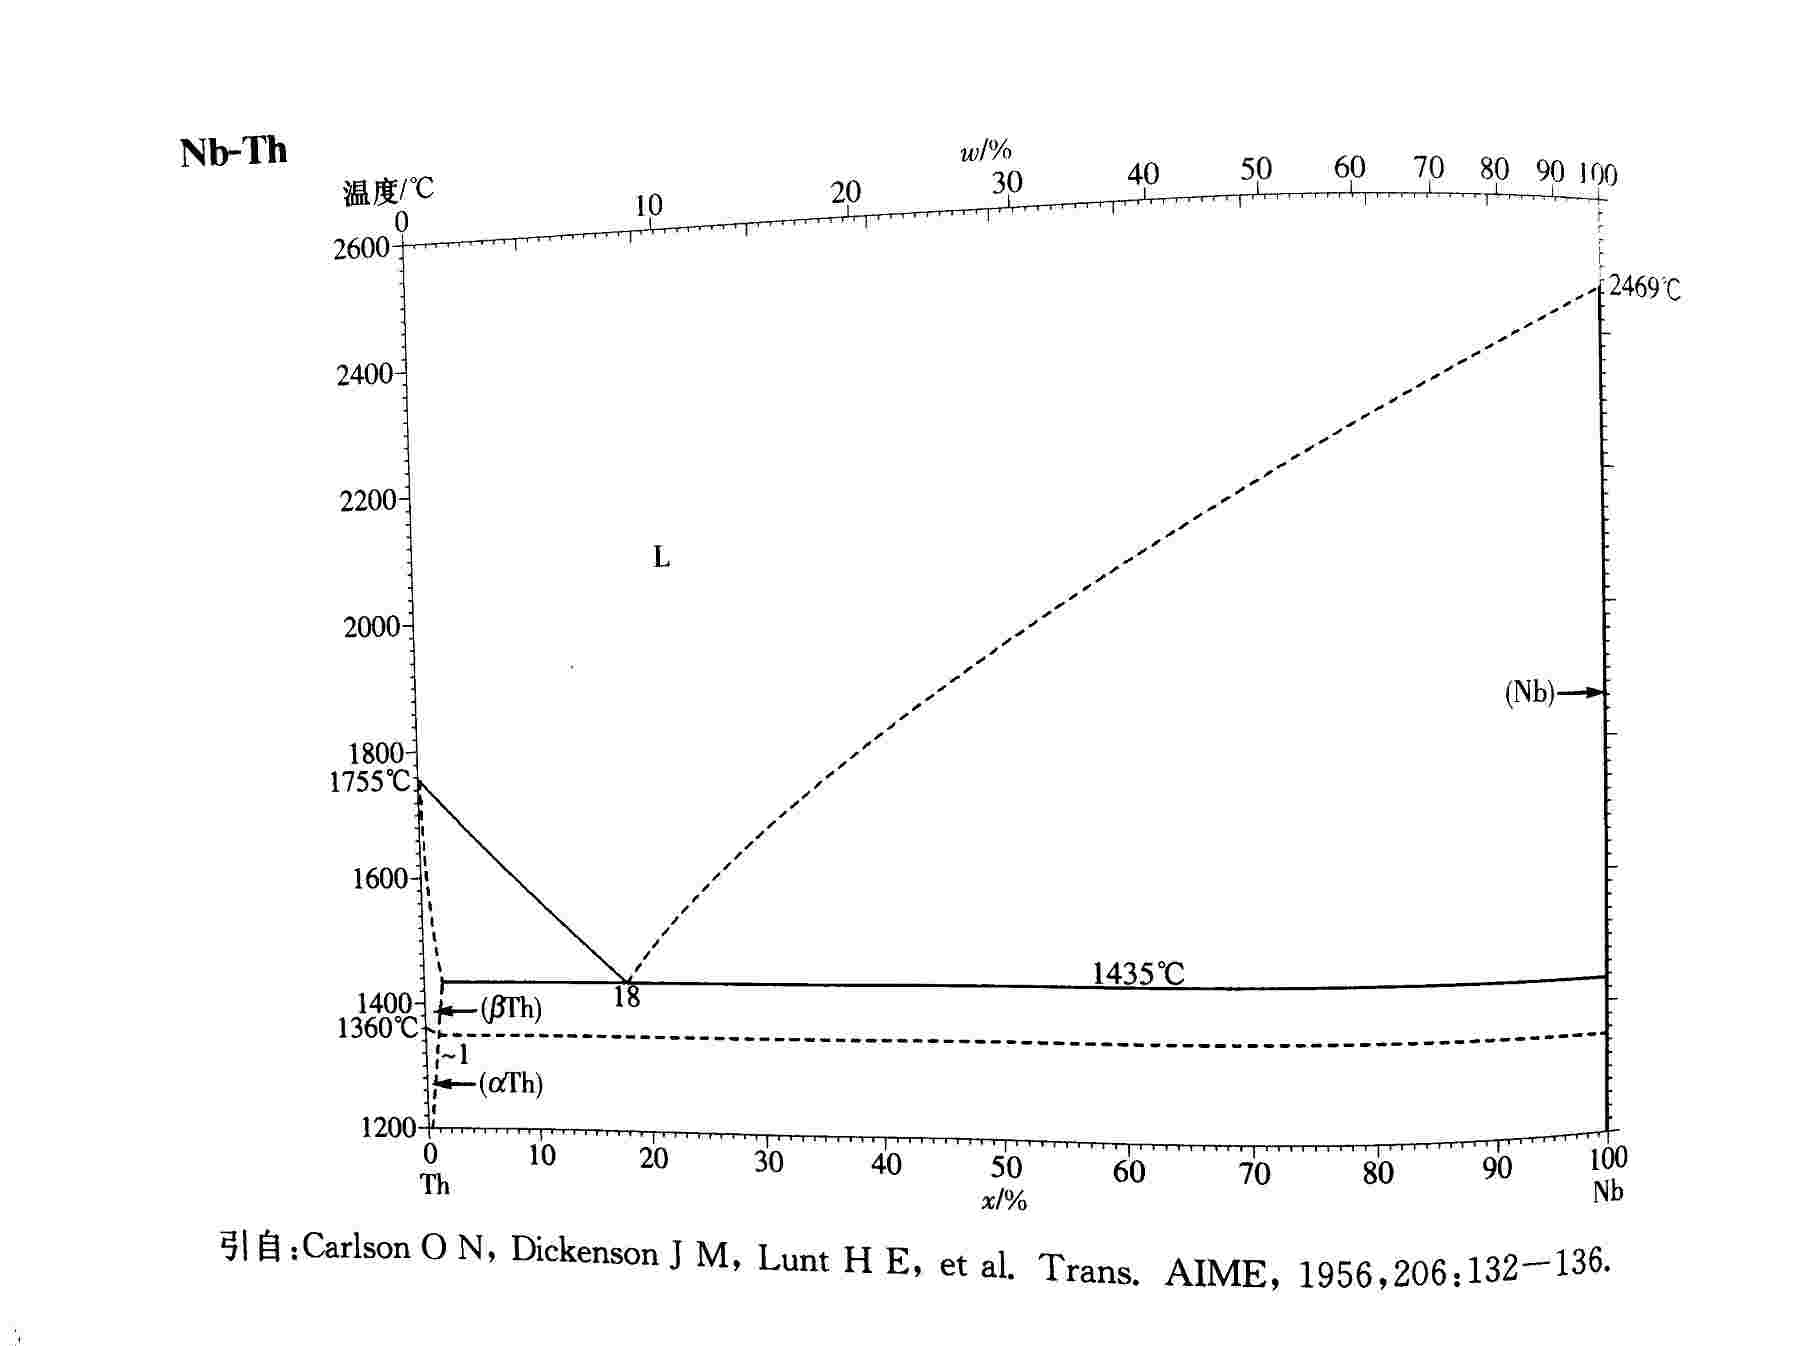 Nb-Th
w/%
温度/℃
0 10 20 30 40 50 60 70 80 90 100
2600
2469℃
2400
2200
L
2000
(Nb)
1800
1755℃
1600
1435℃
18
1400
(βTh)
1360℃
~1
(αTh)
1200
0 10 20 30 40 50 60 70 80 90 100
Th x/% Nb
引自:Carlson O N, Dickenson J M, Lunt H E, et al. Trans. AIME, 1956,206:132—136.